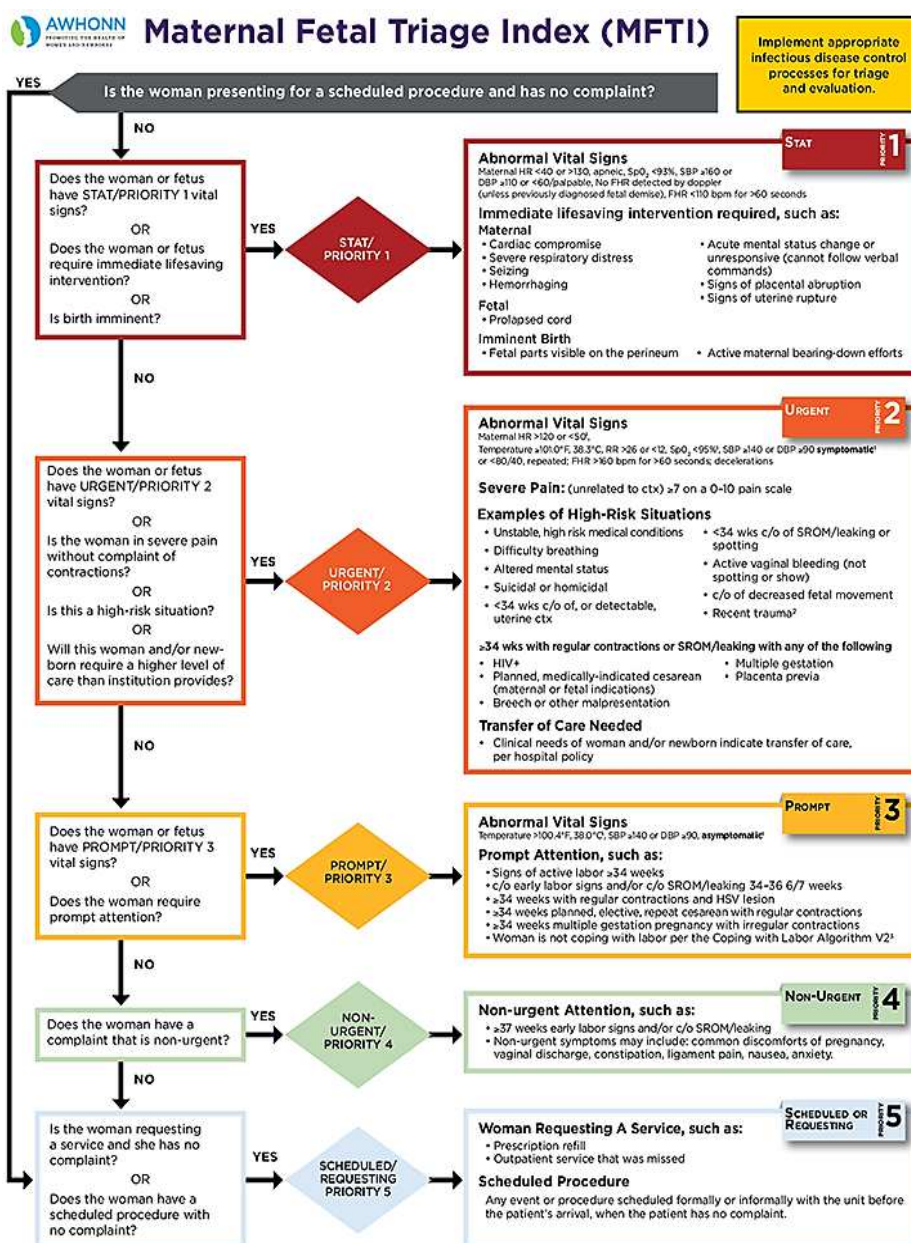 AWHONN
PROMOTING THE HEALTH OF
WOMEN AND NEWBORNS
Maternal Fetal Triage Index (MFTI)
Implement appropriate
infectious disease control
processes for triage
and evaluation.
YES
Is the woman presenting for a scheduled procedure and has no complaint?
NO
Does the woman or fetus
have STAT/PRIORITY 1 vital
signs?
OR
Does the woman or fetus
require immediate lifesaving
intervention?
OR
Is birth imminent?
YES
STAT/
PRIORITY 1
STAT
PRIORITY 1
Abnormal Vital Signs
Maternal HR <40 or >130, apneic, SpO₂ <93%, SBP ≥160 or
DBP ≥110 or <60/palpable, No FHR detected by doppler
(unless previously diagnosed fetal demise), FHR <110 bpm for >60 seconds
Immediate lifesaving intervention required, such as:
Maternal
• Cardiac compromise
• Severe respiratory distress
• Seizing
• Hemorrhaging
• Acute mental status change or
unresponsive (cannot follow verbal
commands)
• Signs of placental abruption
• Signs of uterine rupture
Fetal
• Prolapsed cord
Imminent Birth
• Fetal parts visible on the perineum
• Active maternal bearing-down efforts
NO
Does the woman or fetus
have URGENT/PRIORITY 2
vital signs?
OR
Is the woman in severe pain
without complaint of
contractions?
OR
Is this a high-risk situation?
OR
Will this woman and/or new-
born require a higher level of
care than institution provides?
YES
URGENT/
PRIORITY 2
URGENT
PRIORITY 2
Abnormal Vital Signs
Maternal HR >120 or <50¹,
Temperature ≥101.0°F, 38.3°C, RR >26 or <12, SpO₂ <95%¹, SBP ≥140 or DBP ≥90 symptomatic¹
or <80/40, repeated; FHR >160 bpm for >60 seconds; decelerations
Severe Pain: (unrelated to ctx) ≥7 on a 0-10 pain scale
Examples of High-Risk Situations
• Unstable, high risk medical conditions
• Difficulty breathing
• Altered mental status
• Suicidal or homicidal
• <34 wks c/o of, or detectable,
uterine ctx
• <34 wks c/o of SROM/leaking or
spotting
• Active vaginal bleeding (not
spotting or show)
• c/o of decreased fetal movement
• Recent trauma²
≥34 wks with regular contractions or SROM/leaking with any of the following
• HIV+
• Planned, medically-indicated cesarean
(maternal or fetal indications)
• Breech or other malpresentation
• Multiple gestation
• Placenta previa
Transfer of Care Needed
• Clinical needs of woman and/or newborn indicate transfer of care,
per hospital policy
NO
Does the woman or fetus
have PROMPT/PRIORITY 3
vital signs?
OR
Does the woman require
prompt attention?
YES
PROMPT/
PRIORITY 3
PROMPT
PRIORITY 3
Abnormal Vital Signs
Temperature >100.4°F, 38.0°C¹, SBP ≥140 or DBP ≥90, asymptomatic¹
Prompt Attention, such as:
• Signs of active labor ≥34 weeks
• c/o early labor signs and/or c/o SROM/leaking 34-36 6/7 weeks
• ≥34 weeks with regular contractions and HSV lesion
• ≥34 weeks planned, elective, repeat cesarean with regular contractions
• ≥34 weeks multiple gestation pregnancy with irregular contractions
• Woman is not coping with labor per the Coping with Labor Algorithm V2³
NO
Does the woman have a
complaint that is non-urgent?
YES
NON-
URGENT/
PRIORITY 4
NON-URGENT
PRIORITY 4
Non-urgent Attention, such as:
• ≥37 weeks early labor signs and/or c/o SROM/leaking
• Non-urgent symptoms may include: common discomforts of pregnancy,
vaginal discharge, constipation, ligament pain, nausea, anxiety.
NO
Is the woman requesting
a service and she has no
complaint?
OR
Does the woman have a
scheduled procedure with
no complaint?
YES
SCHEDULED/
REQUESTING
PRIORITY 5
SCHEDULED OR
REQUESTING
PRIORITY 5
Woman Requesting A Service, such as:
• Prescription refill
• Outpatient service that was missed
Scheduled Procedure
Any event or procedure scheduled formally or informally with the unit before
the patient's arrival, when the patient has no complaint.